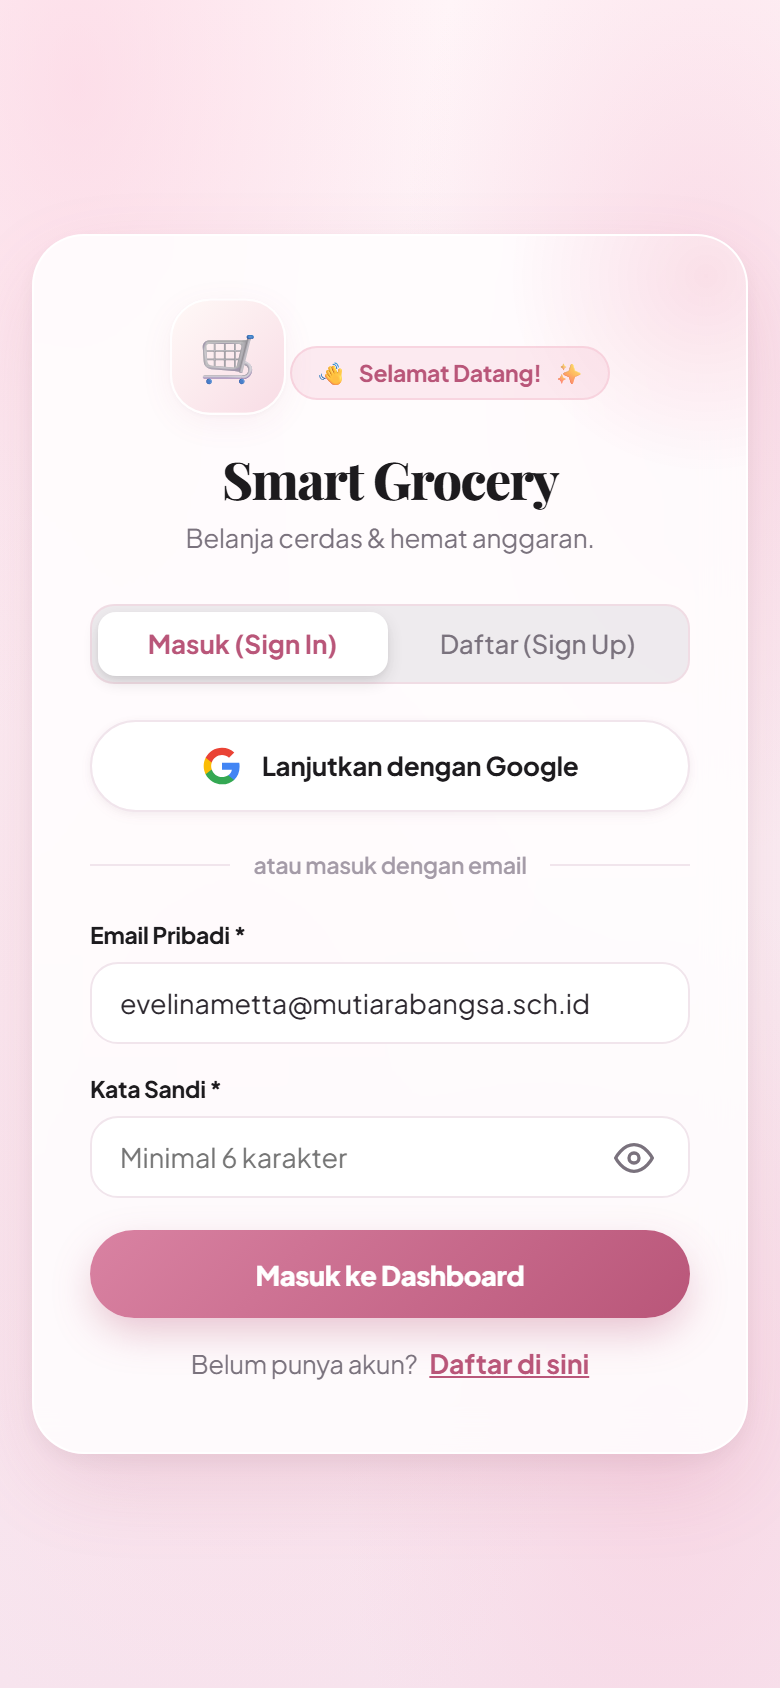 Selamat Datang!
Smart Grocery
Belanja cerdas & hemat anggaran.
Masuk (Sign In)
Daftar (Sign Up)
Lanjutkan dengan Google
atau masuk dengan email
Email Pribadi *
evelinametta@mutiarabangsa.sch.id
Kata Sandi *
Minimal 6 karakter
Masuk ke Dashboard
Belum punya akun? Daftar di sini